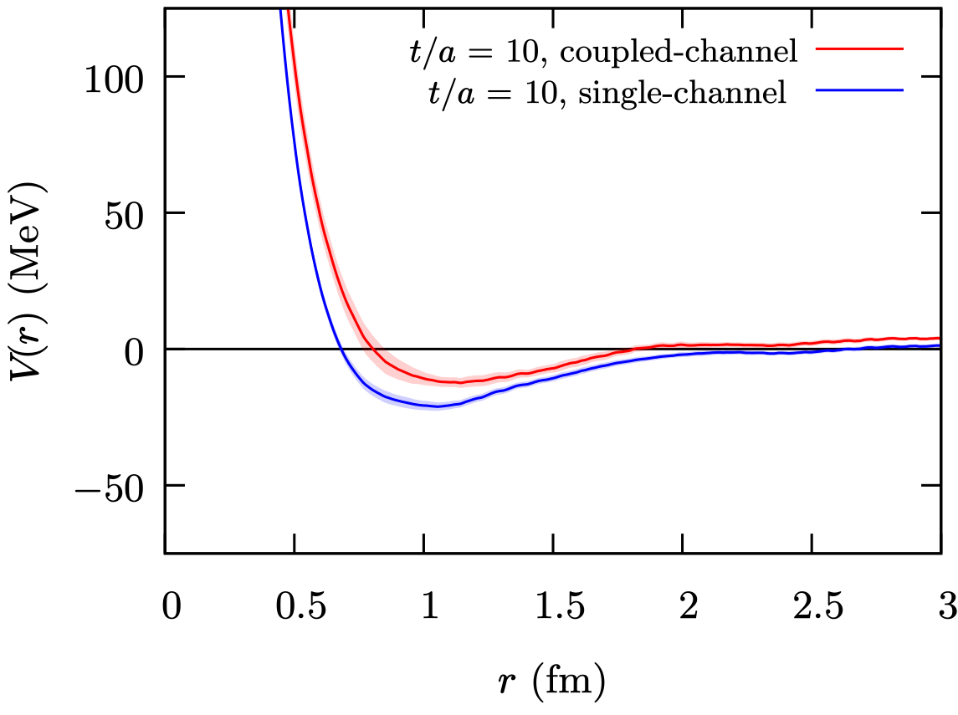 t/a = 10, coupled-channel
t/a = 10, single-channel
100
50
0
−50
V(r) (MeV)
0 0.5 1 1.5 2 2.5 3
r (fm)